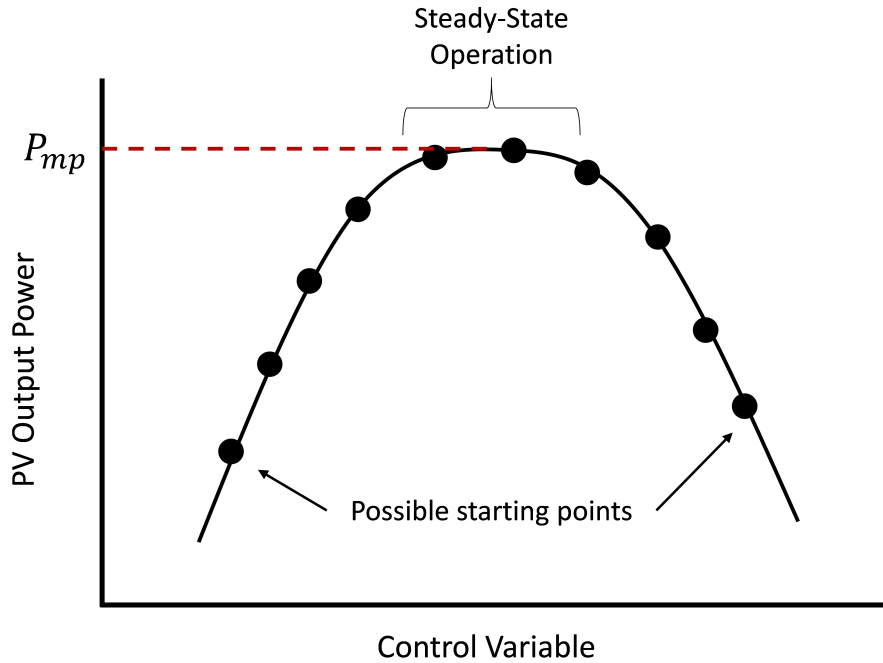 Steady-State
Operation
P_mp
PV Output Power
Possible starting points
Control Variable